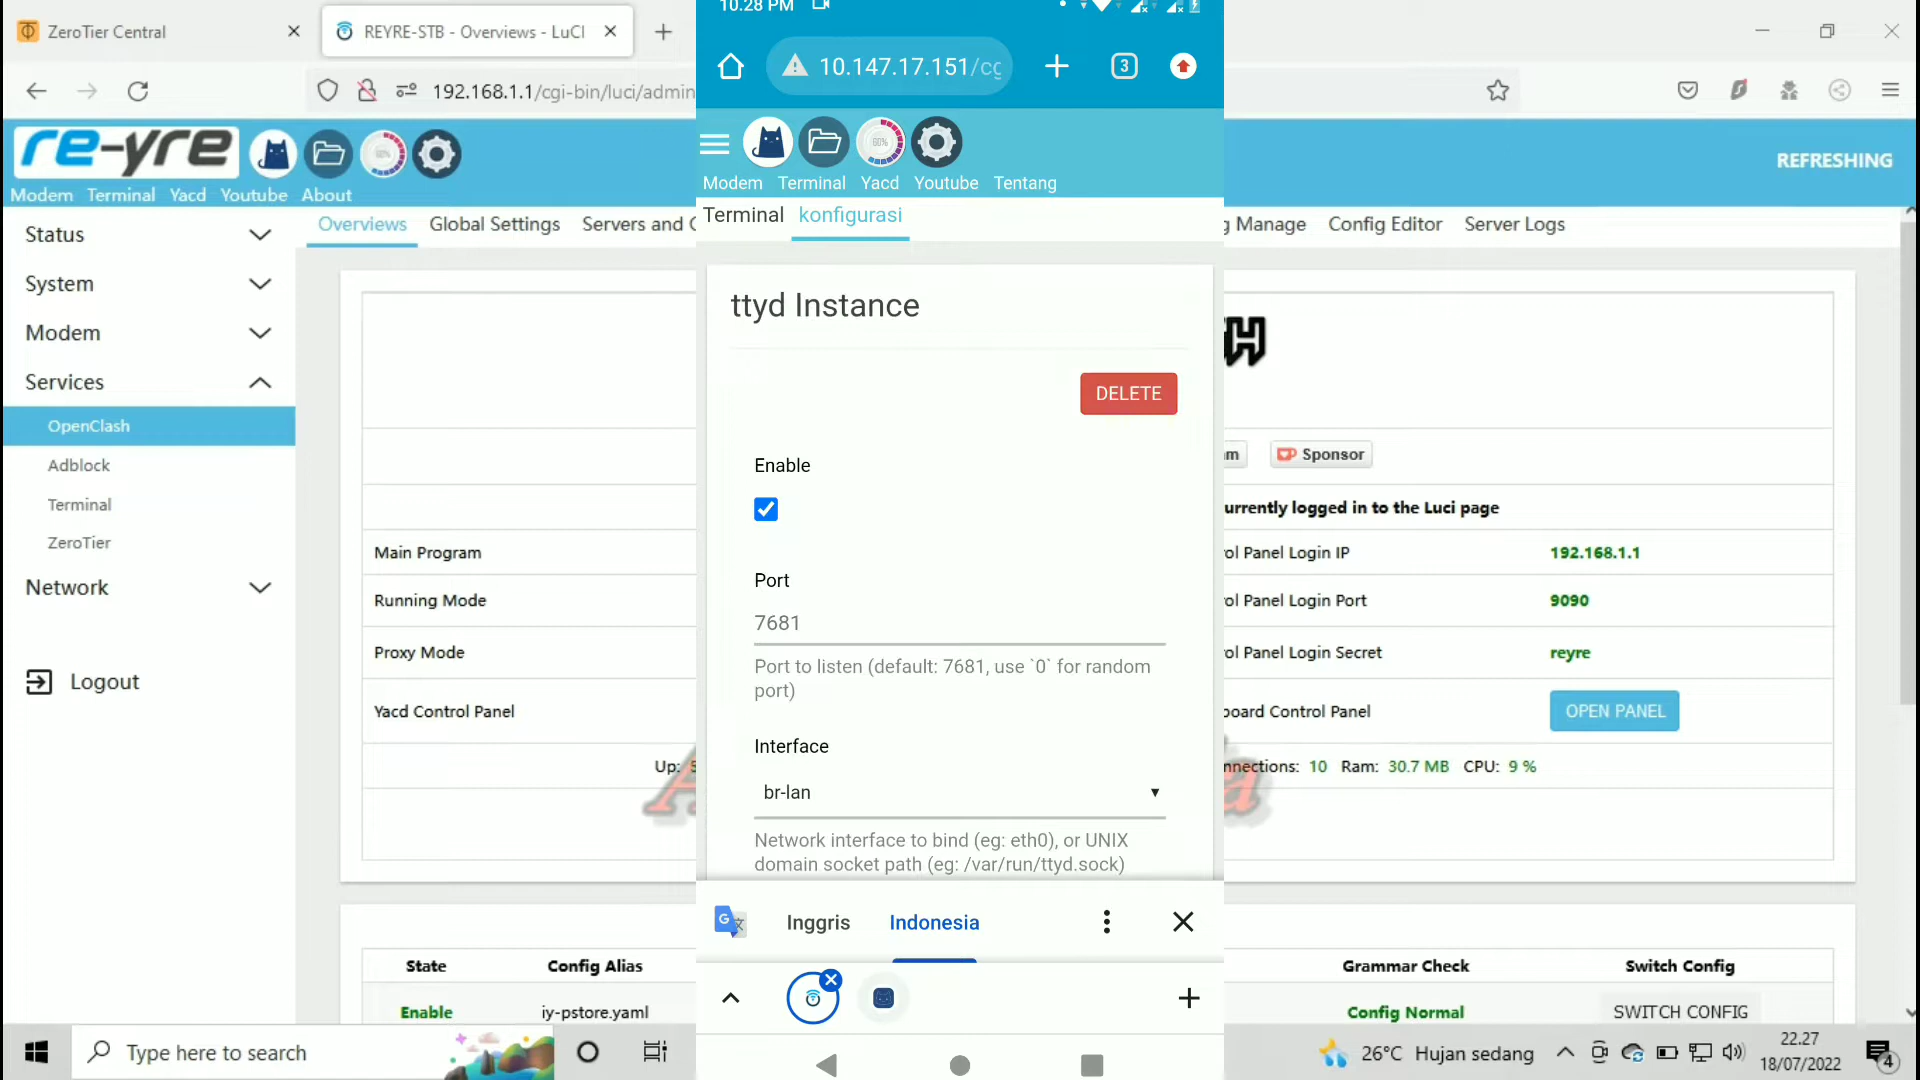 ZeroTier Central
REYRE-STB - Overviews - LuCI
192.168.1.1/cgi-bin/luci/admin
re-yre
Modem Terminal Yacd Youtube About
REFRESHING
Status
System
Modem
Services
OpenClash
Adblock
Terminal
ZeroTier
Network
Logout
Overviews Global Settings Servers and
Manage Config Editor Server Logs
Main Program
Running Mode
Proxy Mode
Yacd Control Panel
Up:
Sponsor
urrently logged in to the Luci page
ol Panel Login IP 192.168.1.1
ol Panel Login Port 9090
ol Panel Login Secret reyre
oard Control Panel OPEN PANEL
nnections: 10 Ram: 30.7 MB CPU: 9 %
State Config Alias
Grammar Check Switch Config
Enable iy-pstore.yaml
Config Normal SWITCH CONFIG
10.28 PM
10.147.17.151/cg
3
80%
Modem Terminal Yacd Youtube Tentang
Terminal konfigurasi
ttyd Instance
DELETE
Enable
Port
7681
Port to listen (default: 7681, use `0` for random
port)
Interface
br-lan
Network interface to bind (eg: eth0), or UNIX
domain socket path (eg: /var/run/ttyd.sock)
Inggris Indonesia
Type here to search
26°C Hujan sedang
22.27
18/07/2022
4